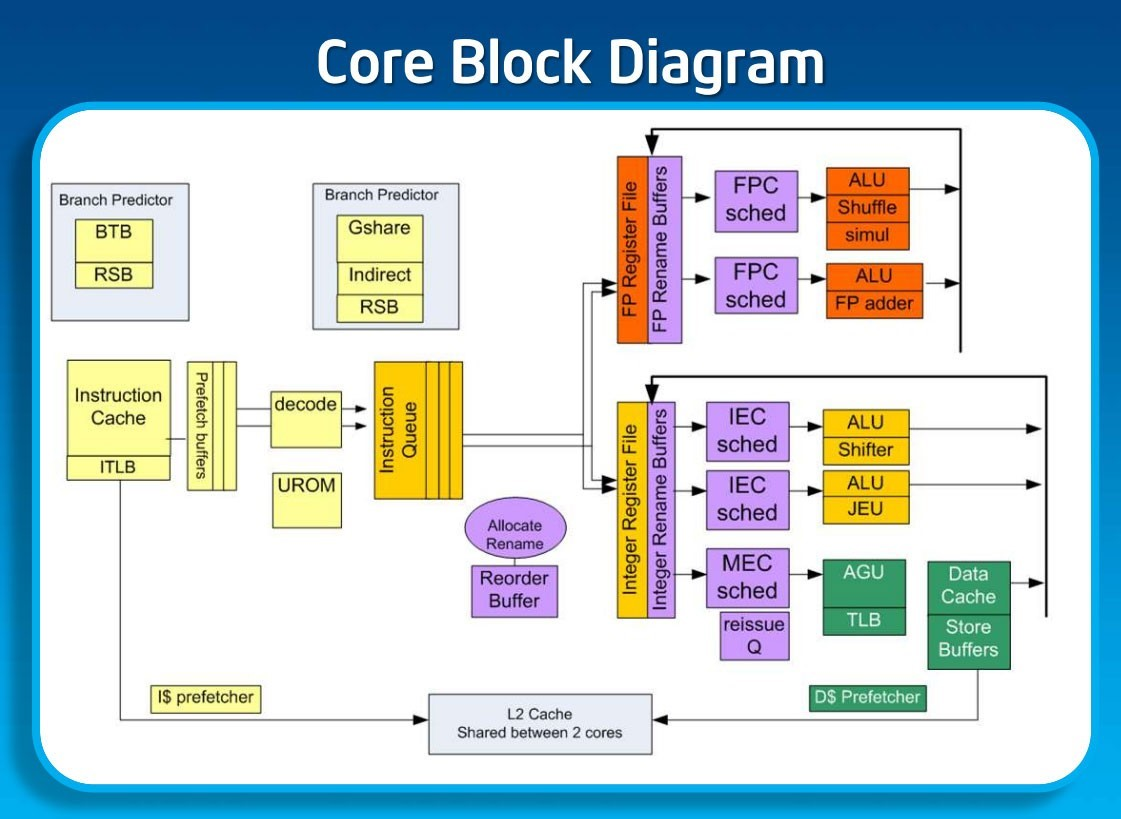 Core Block Diagram
Branch Predictor
BTB
RSB
Branch Predictor
Gshare
Indirect
RSB
Instruction
Cache
ITLB
Prefetch buffers
decode
UROM
Instruction
Queue
Allocate
Rename
Reorder
Buffer
FP Register File
FP Rename Buffers
FPC
sched
ALU
Shuffle
simul
FPC
sched
ALU
FP adder
Integer Register File
Integer Rename Buffers
IEC
sched
ALU
Shifter
IEC
sched
ALU
JEU
MEC
sched
reissue
Q
AGU
TLB
Data
Cache
Store
Buffers
I$ prefetcher
L2 Cache
Shared between 2 cores
D$ Prefetcher